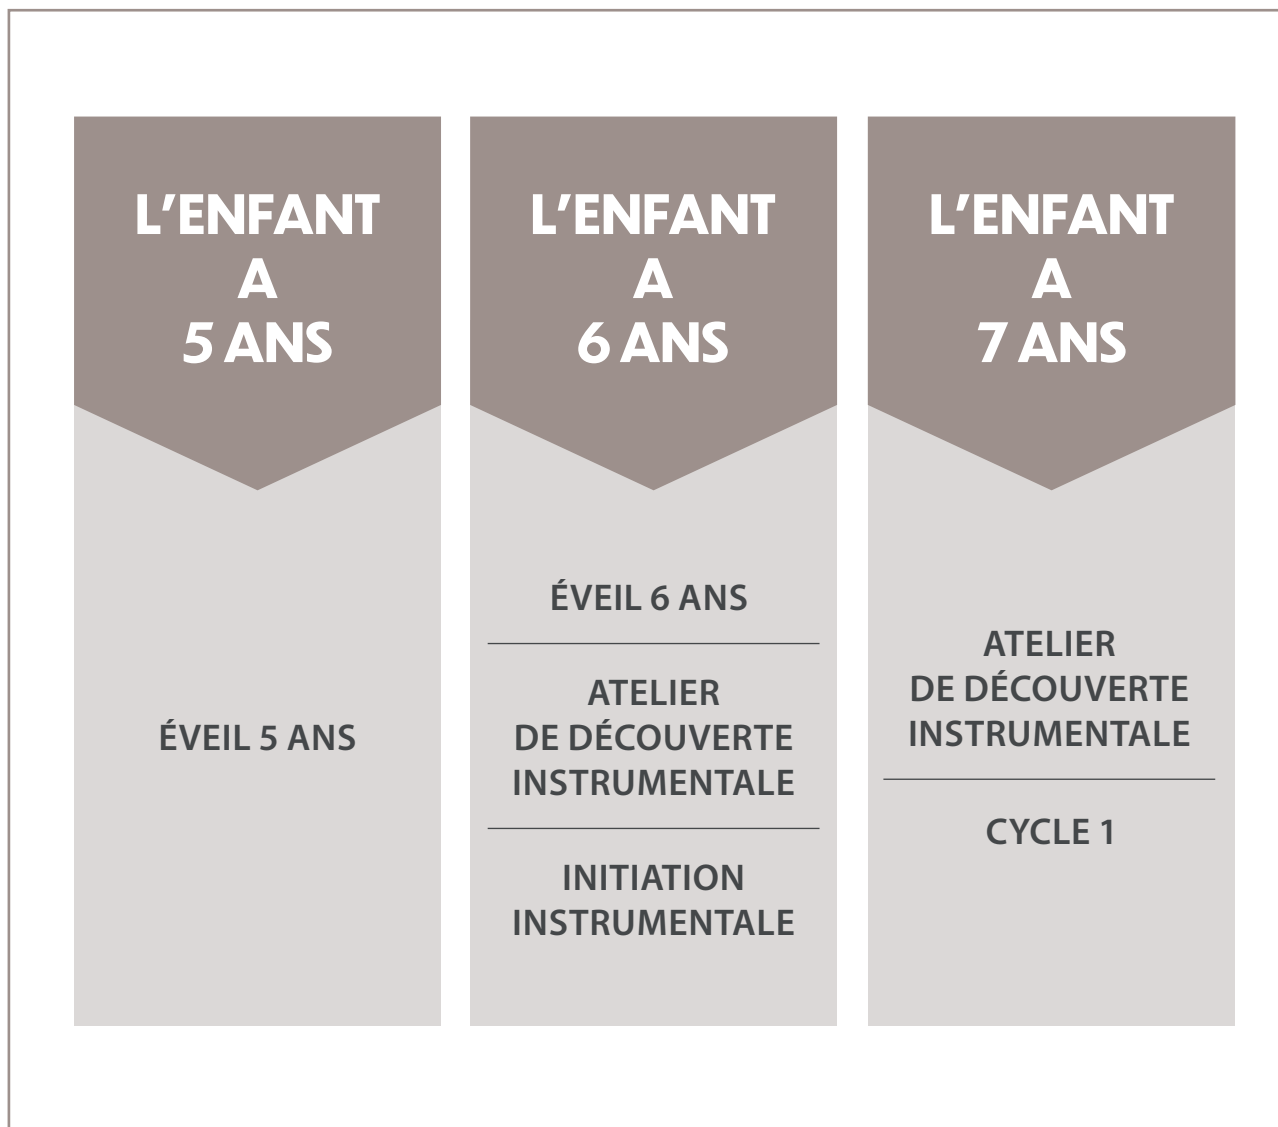 L'ENFANT
A
5 ANS
ÉVEIL 5 ANS
L'ENFANT
A
6 ANS
ÉVEIL 6 ANS
ATELIER
DE DÉCOUVERTE
INSTRUMENTALE
INITIATION
INSTRUMENTALE
L'ENFANT
A
7 ANS
ATELIER
DE DÉCOUVERTE
INSTRUMENTALE
CYCLE 1